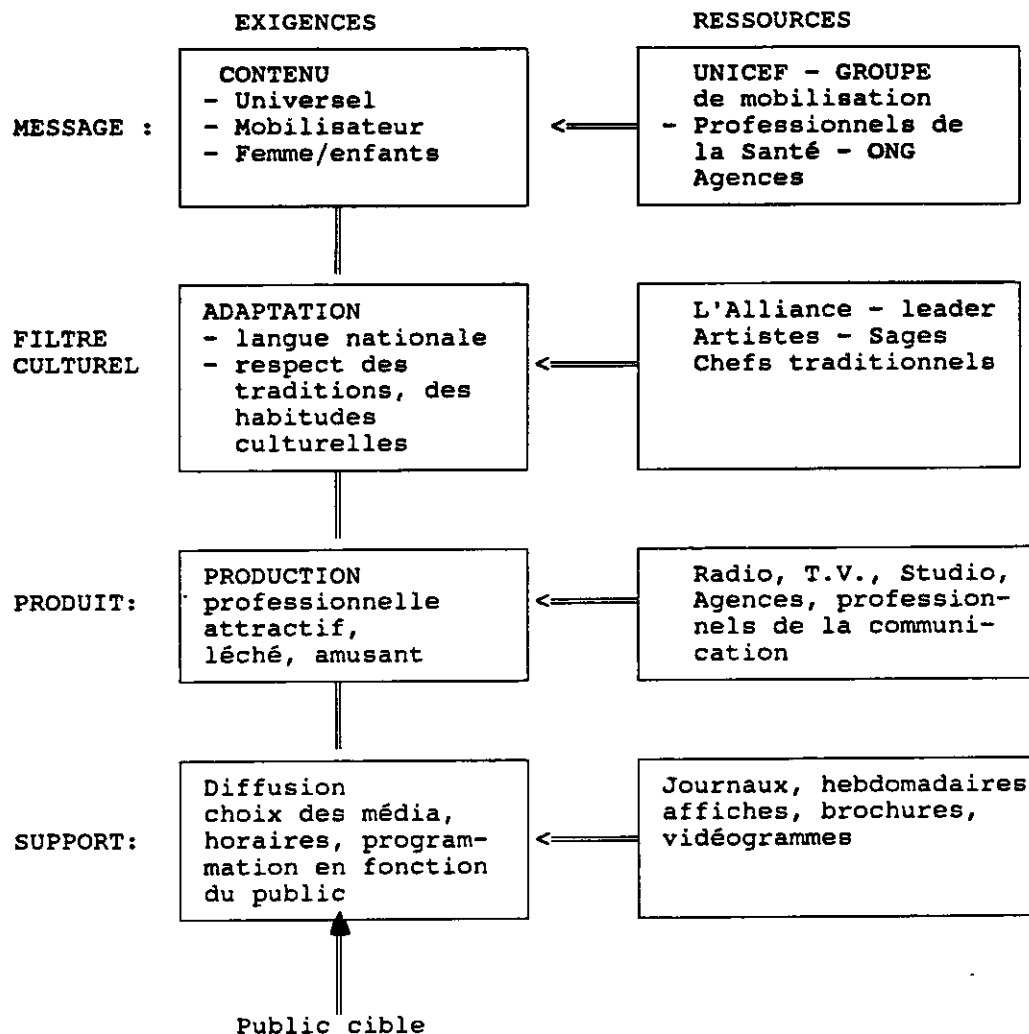 EXIGENCES
RESSOURCES
MESSAGE :
CONTENU
- Universel
- Mobilisateur
- Femme/enfants
UNICEF - GROUPE
de mobilisation
- Professionnels de
la Santé - ONG
Agences
FILTRE
CULTUREL
ADAPTATION
- langue nationale
- respect des
traditions, des
habitudes
culturelles
L'Alliance - leader
Artistes - Sages
Chefs traditionnels
PRODUIT:
PRODUCTION
professionnelle
attractif,
léché, amusant
Radio, T.V., Studio,
Agences, profession-
nels de la communi-
cation
SUPPORT:
Diffusion
choix des média,
horaires, program-
mation en fonction
du public
Journaux, hebdomadaires
affiches, brochures,
vidéogrammes
Public cible